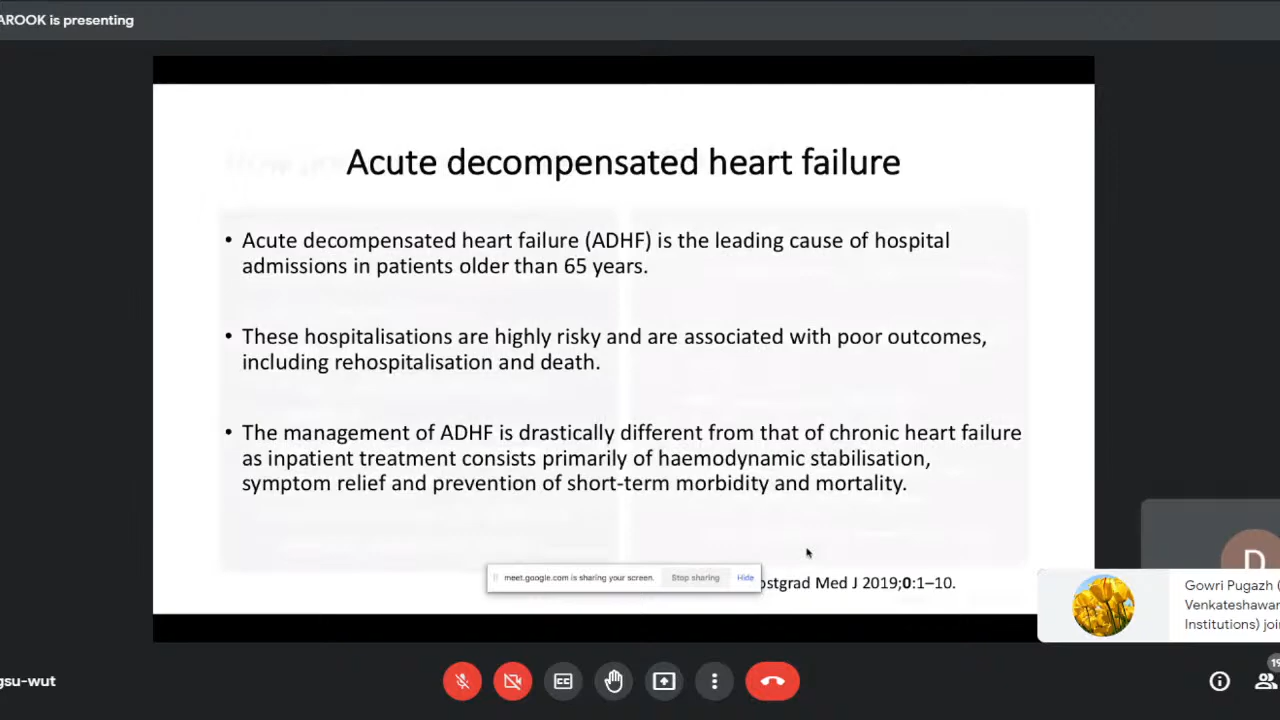 AROOK is presenting
Acute decompensated heart failure
• Acute decompensated heart failure (ADHF) is the leading cause of hospital
admissions in patients older than 65 years.
• These hospitalisations are highly risky and are associated with poor outcomes,
including rehospitalisation and death.
• The management of ADHF is drastically different from that of chronic heart failure
as inpatient treatment consists primarily of haemodynamic stabilisation,
symptom relief and prevention of short-term morbidity and mortality.
meet.google.com is sharing your screen. Stop sharing Hide
ostgrad Med J 2019;0:1–10.
D
Gowri Pugazh (
Venkateshawar
Institutions) joi
gsu-wut
CC
19